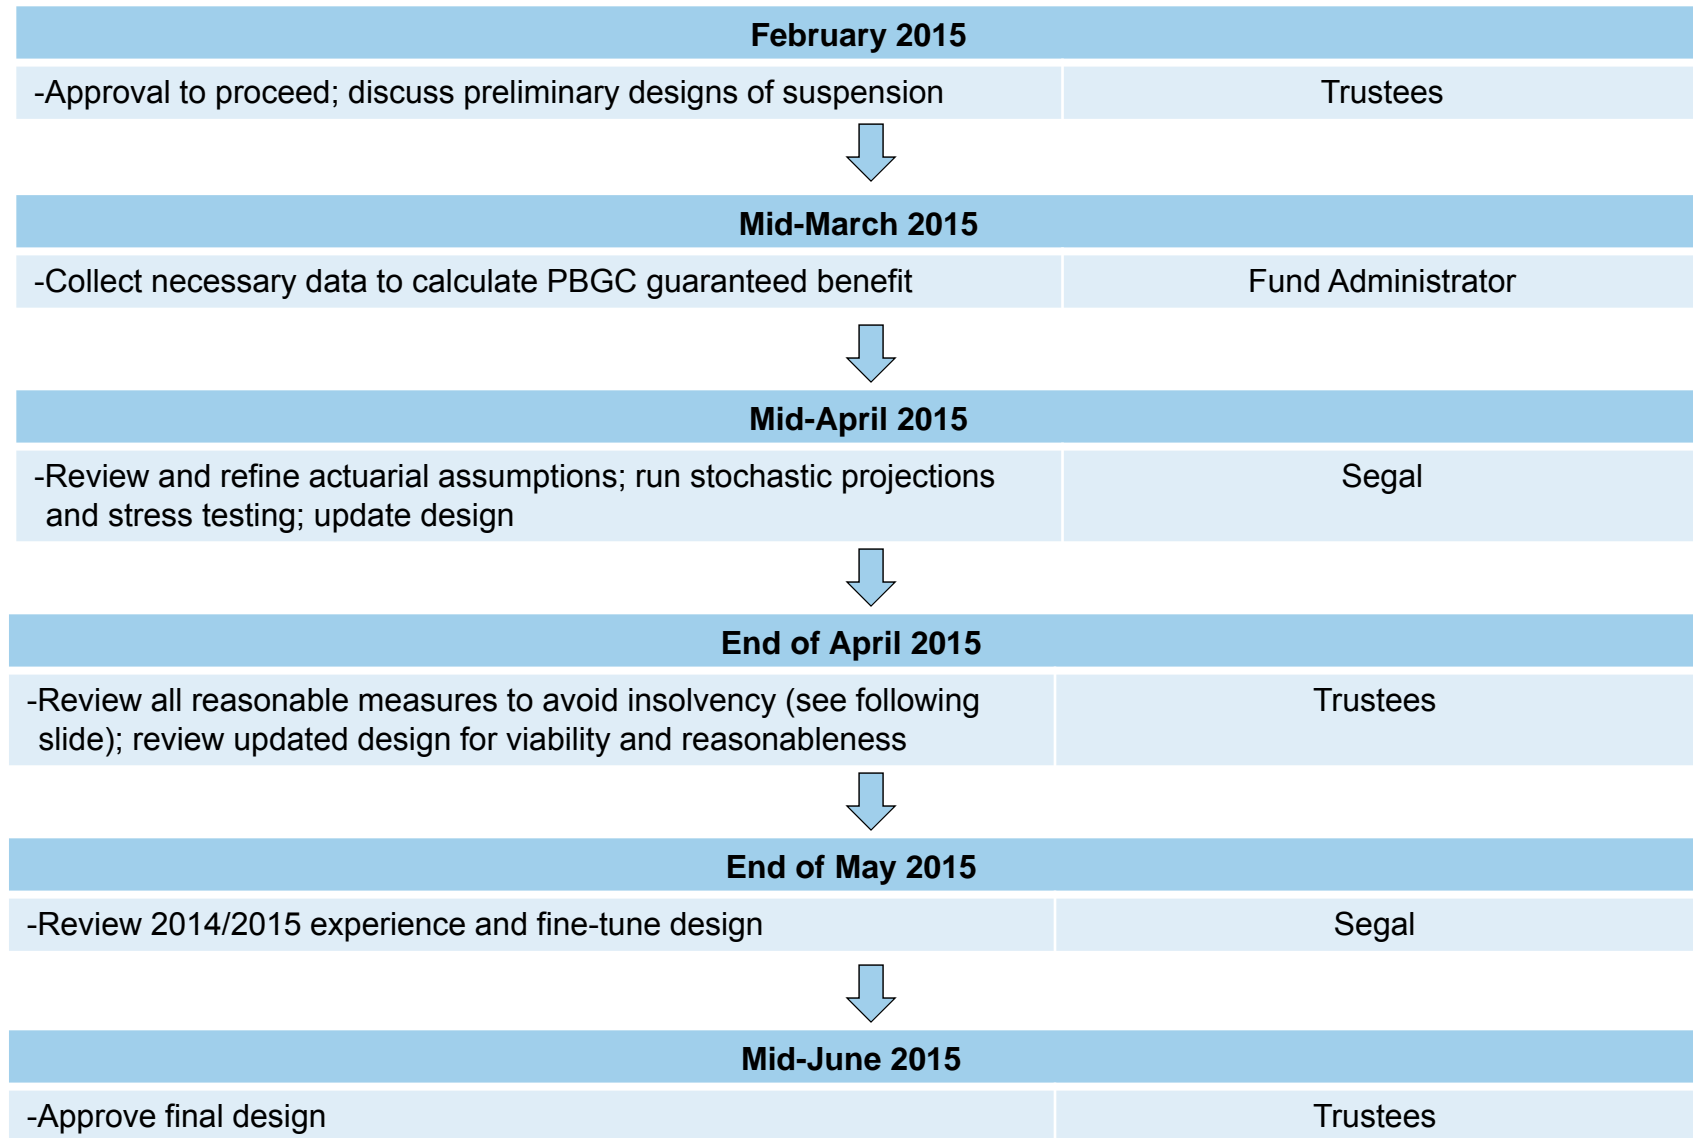 February 2015
-Approval to proceed; discuss preliminary designs of suspension
Trustees
Mid-March 2015
-Collect necessary data to calculate PBGC guaranteed benefit
Fund Administrator
Mid-April 2015
-Review and refine actuarial assumptions; run stochastic projections
and stress testing; update design
Segal
End of April 2015
-Review all reasonable measures to avoid insolvency (see following
slide); review updated design for viability and reasonableness
Trustees
End of May 2015
-Review 2014/2015 experience and fine-tune design
Segal
Mid-June 2015
-Approve final design
Trustees